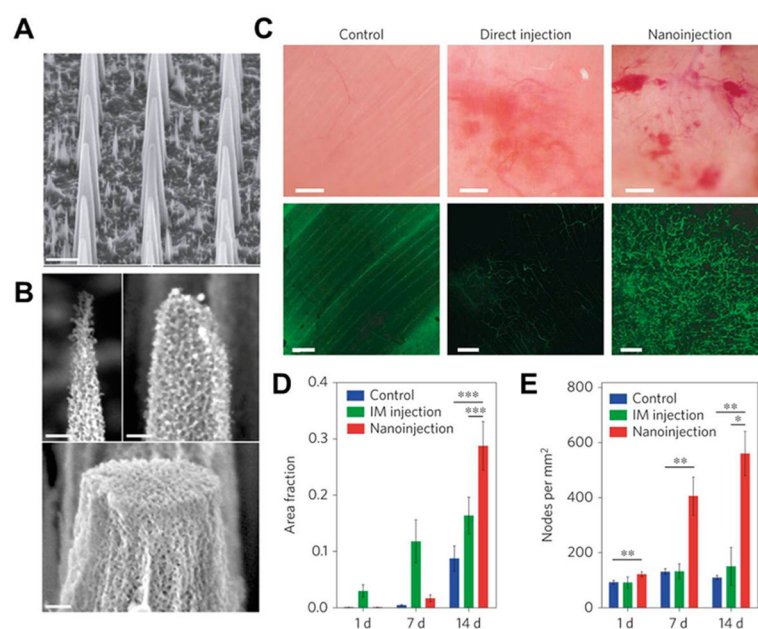 A
B
C
Control Direct injection Nanoinjection
D
Area fraction
0.4
0.3
0.2
0.1
0.0
Control
IM injection
Nanoinjection
***
***
1 d 7 d 14 d
E
Nodes per mm²
800
600
400
200
0
Control
IM injection
Nanoinjection
**
**
**
*
1 d 7 d 14 d